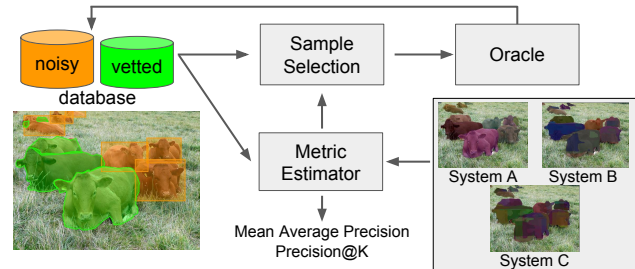 noisy
vetted
database
Sample
Selection
Oracle
Metric
Estimator
Mean Average Precision
Precision@K
System A
System B
System C